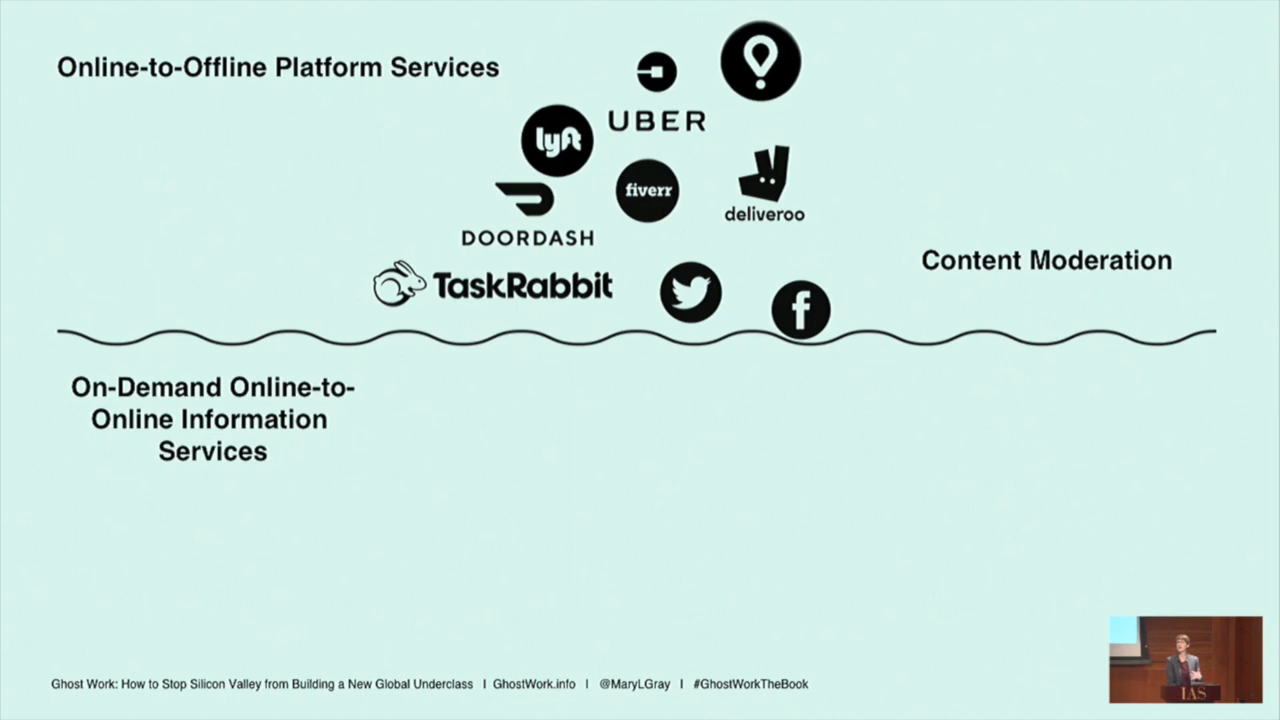 Online-to-Offline Platform Services
UBER
lyft
fiverr
deliveroo
DOORDASH
Content Moderation
TaskRabbit
f
On-Demand Online-to-
Online Information
Services
IAS
Ghost Work: How to Stop Silicon Valley from Building a New Global Underclass I GhostWork.info I @MaryLGray I #GhostWorkTheBook